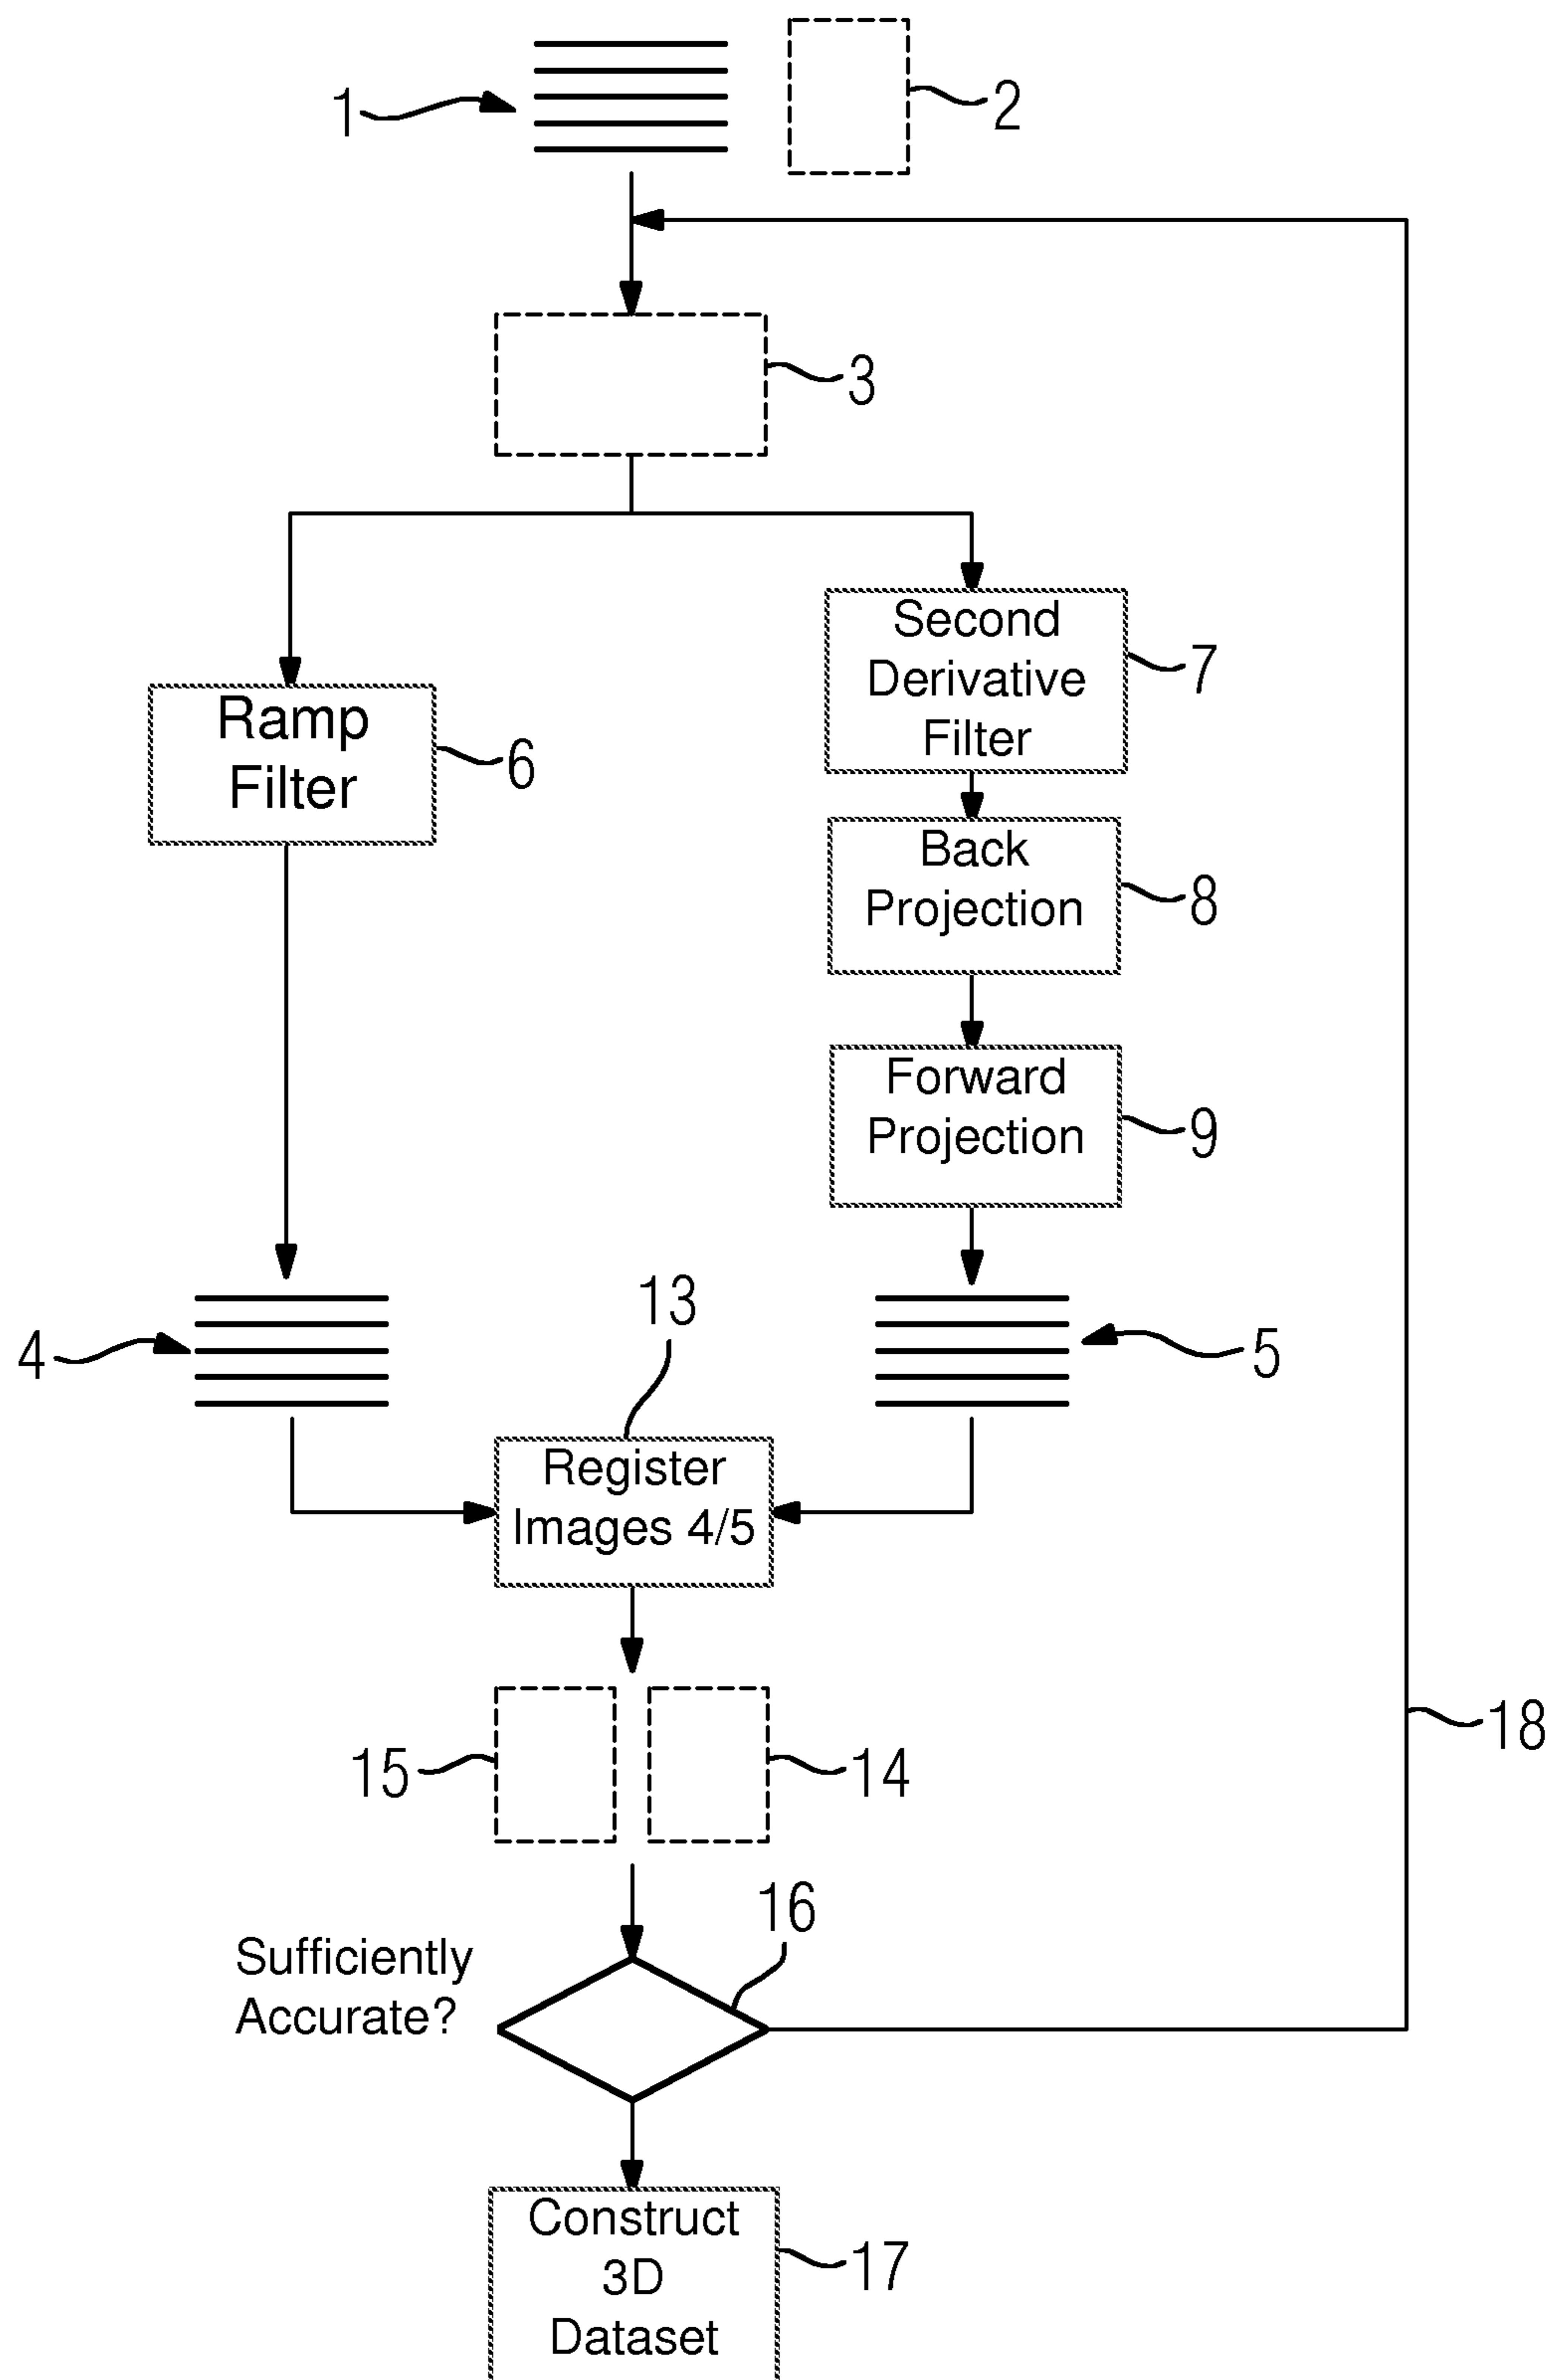 1
2
3
Second
Derivative
Filter
7
Ramp
Filter
6
Back
Projection
8
Forward
Projection
9
13
4
5
Register
Images 4/5
15
14
18
16
Sufficiently
Accurate?
Construct
3D
Dataset
17